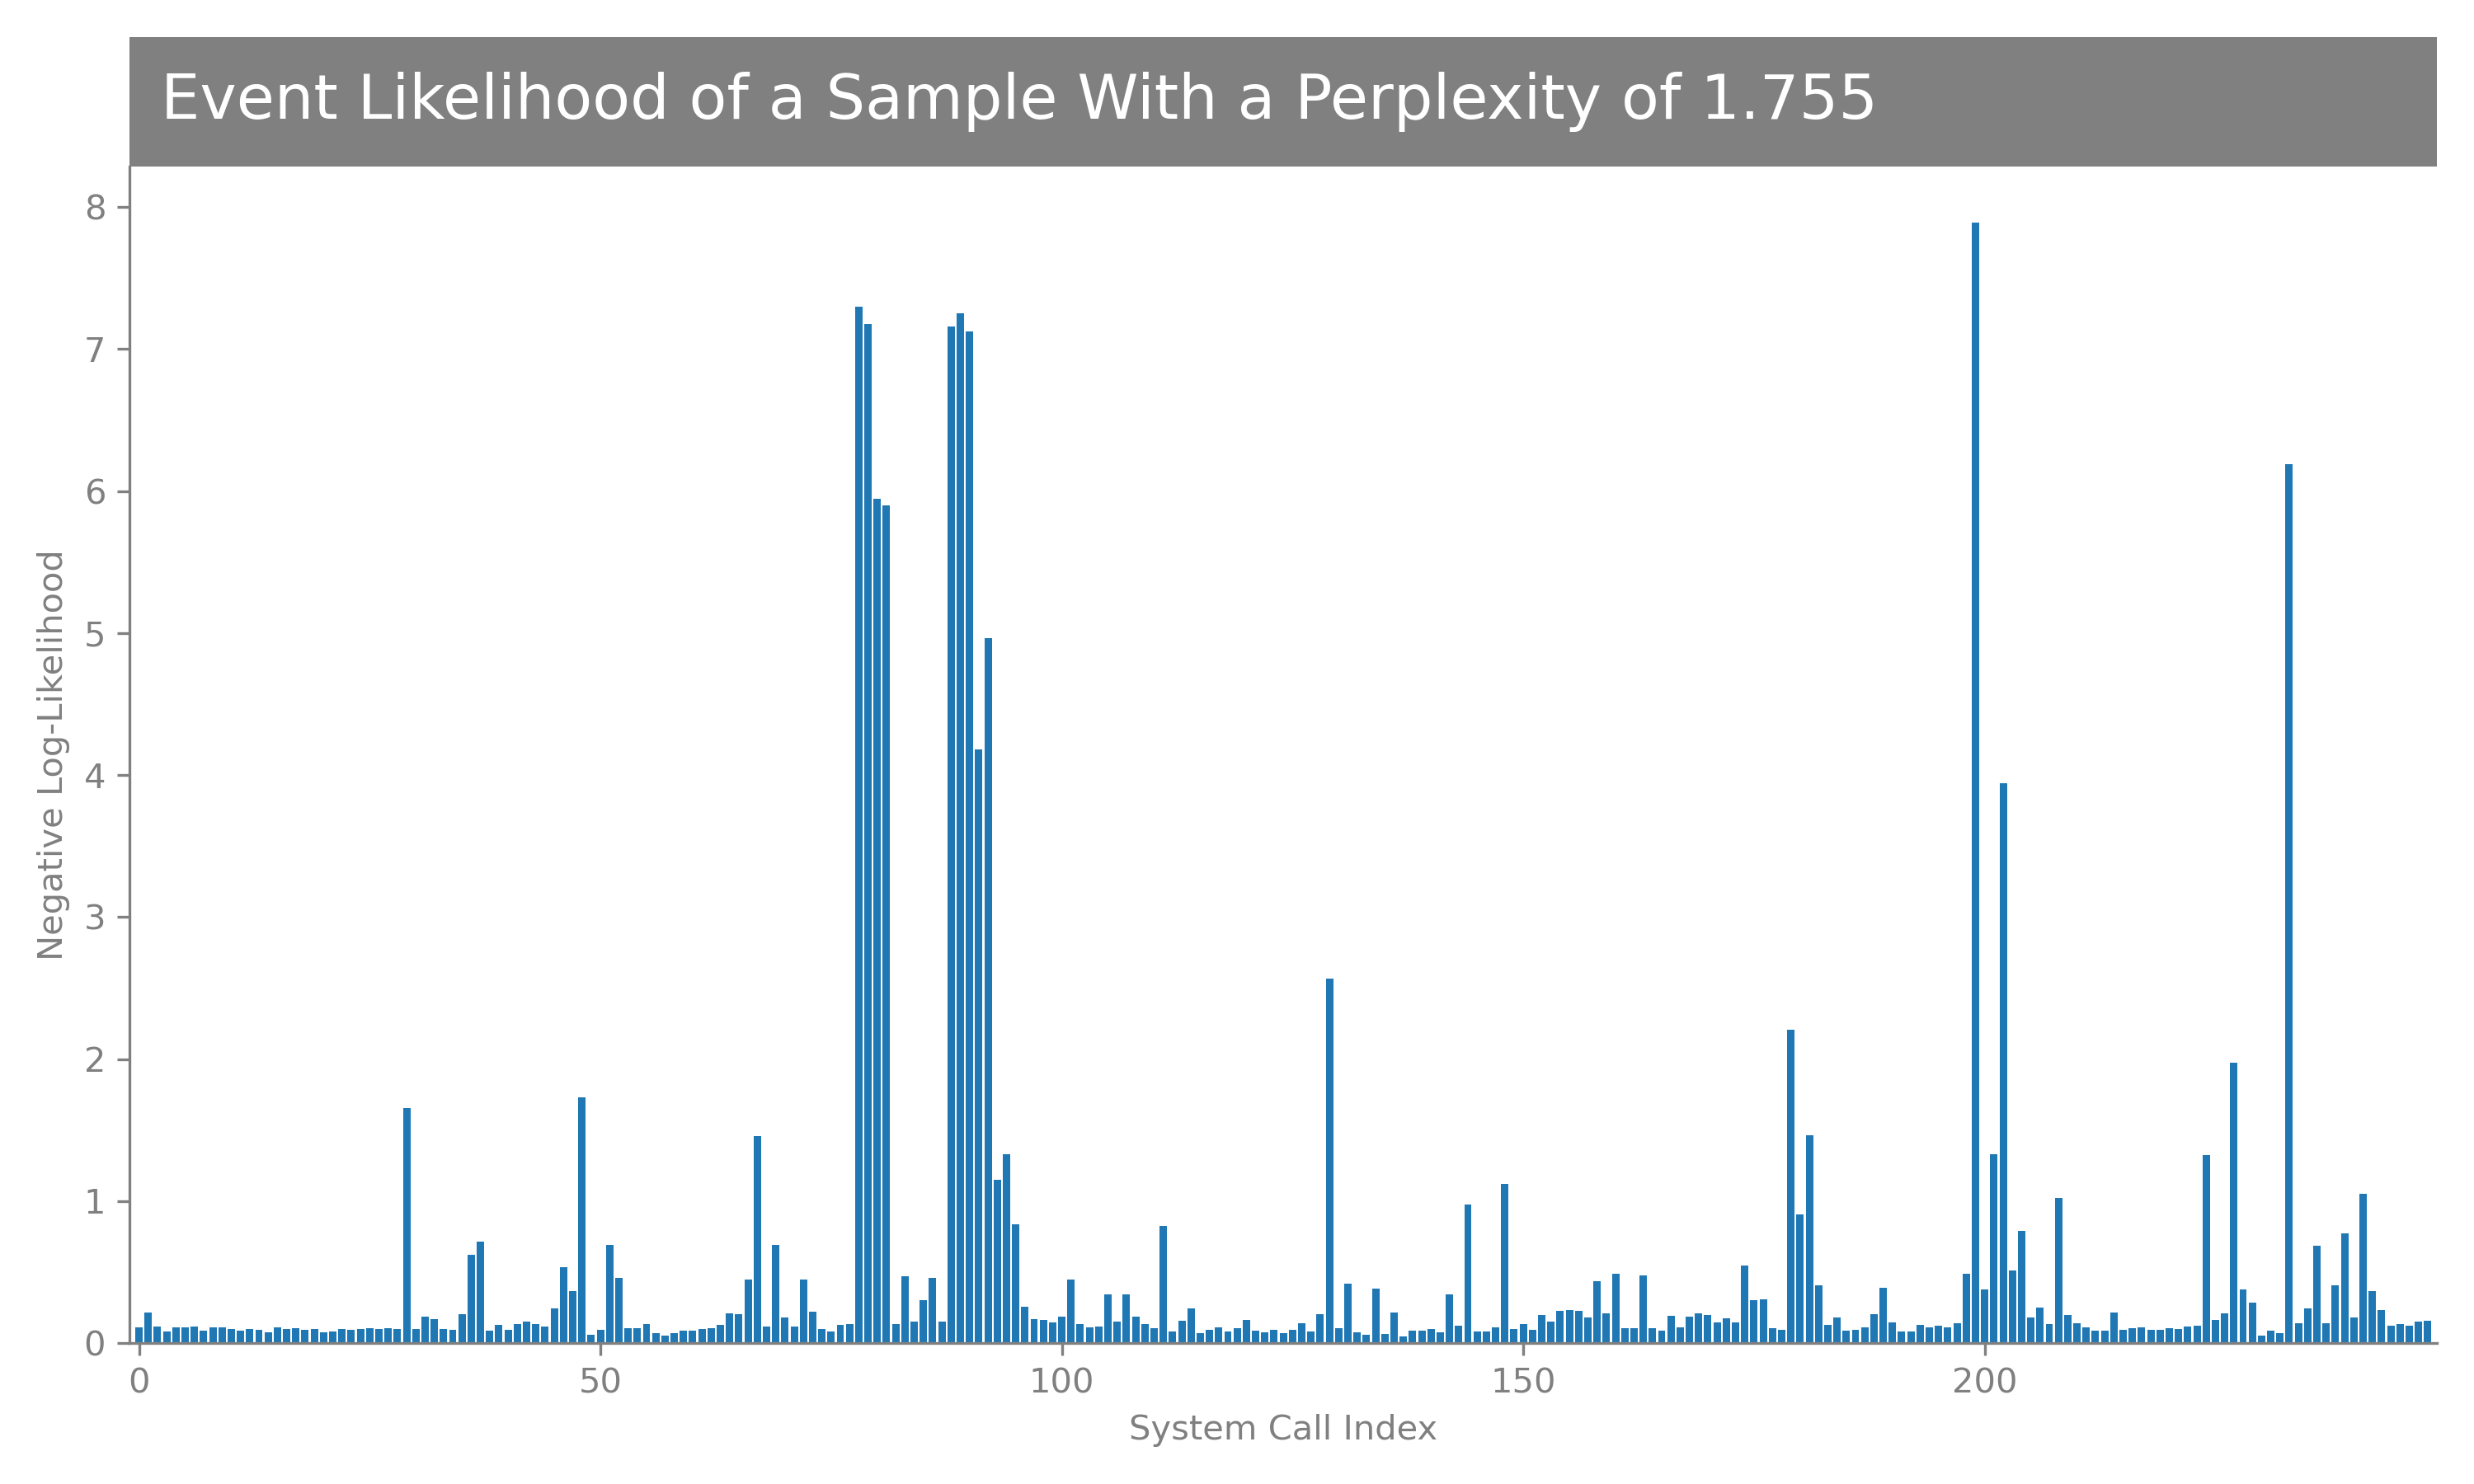 Event Likelihood of a Sample With a Perplexity of 1.755
8
7
6
5
4
3
2
1
0
Negative Log-Likelihood
0 50 100 150 200
System Call Index